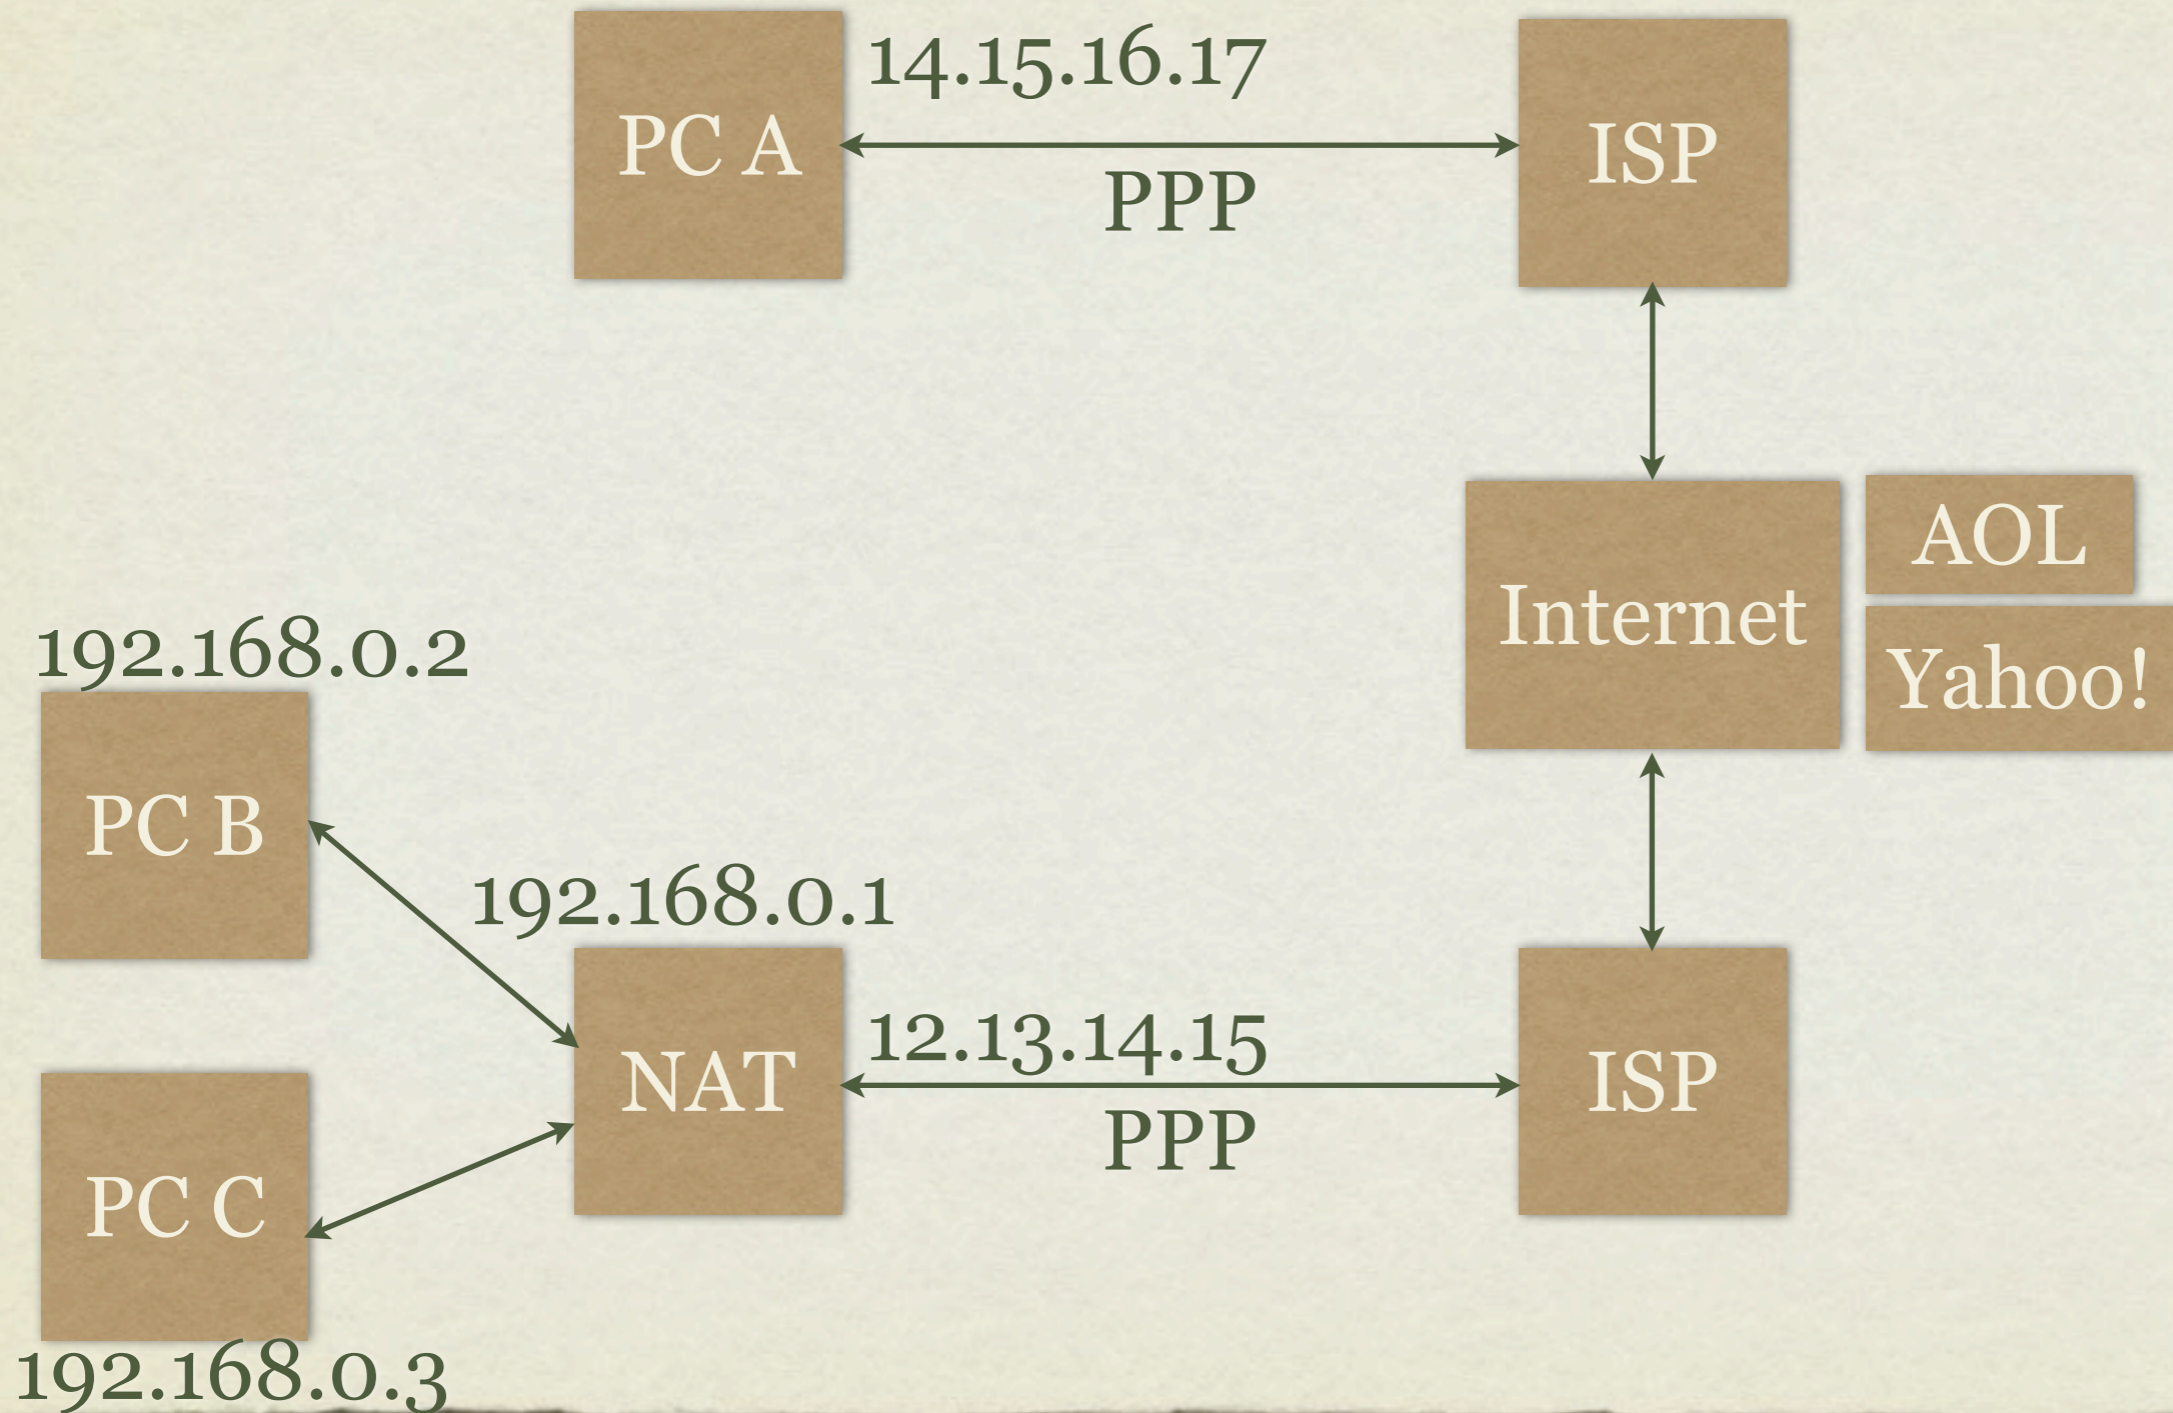 PC A
14.15.16.17
PPP
ISP
Internet
AOL
Yahoo!
192.168.0.2
PC B
192.168.0.1
NAT
12.13.14.15
PPP
ISP
PC C
192.168.0.3